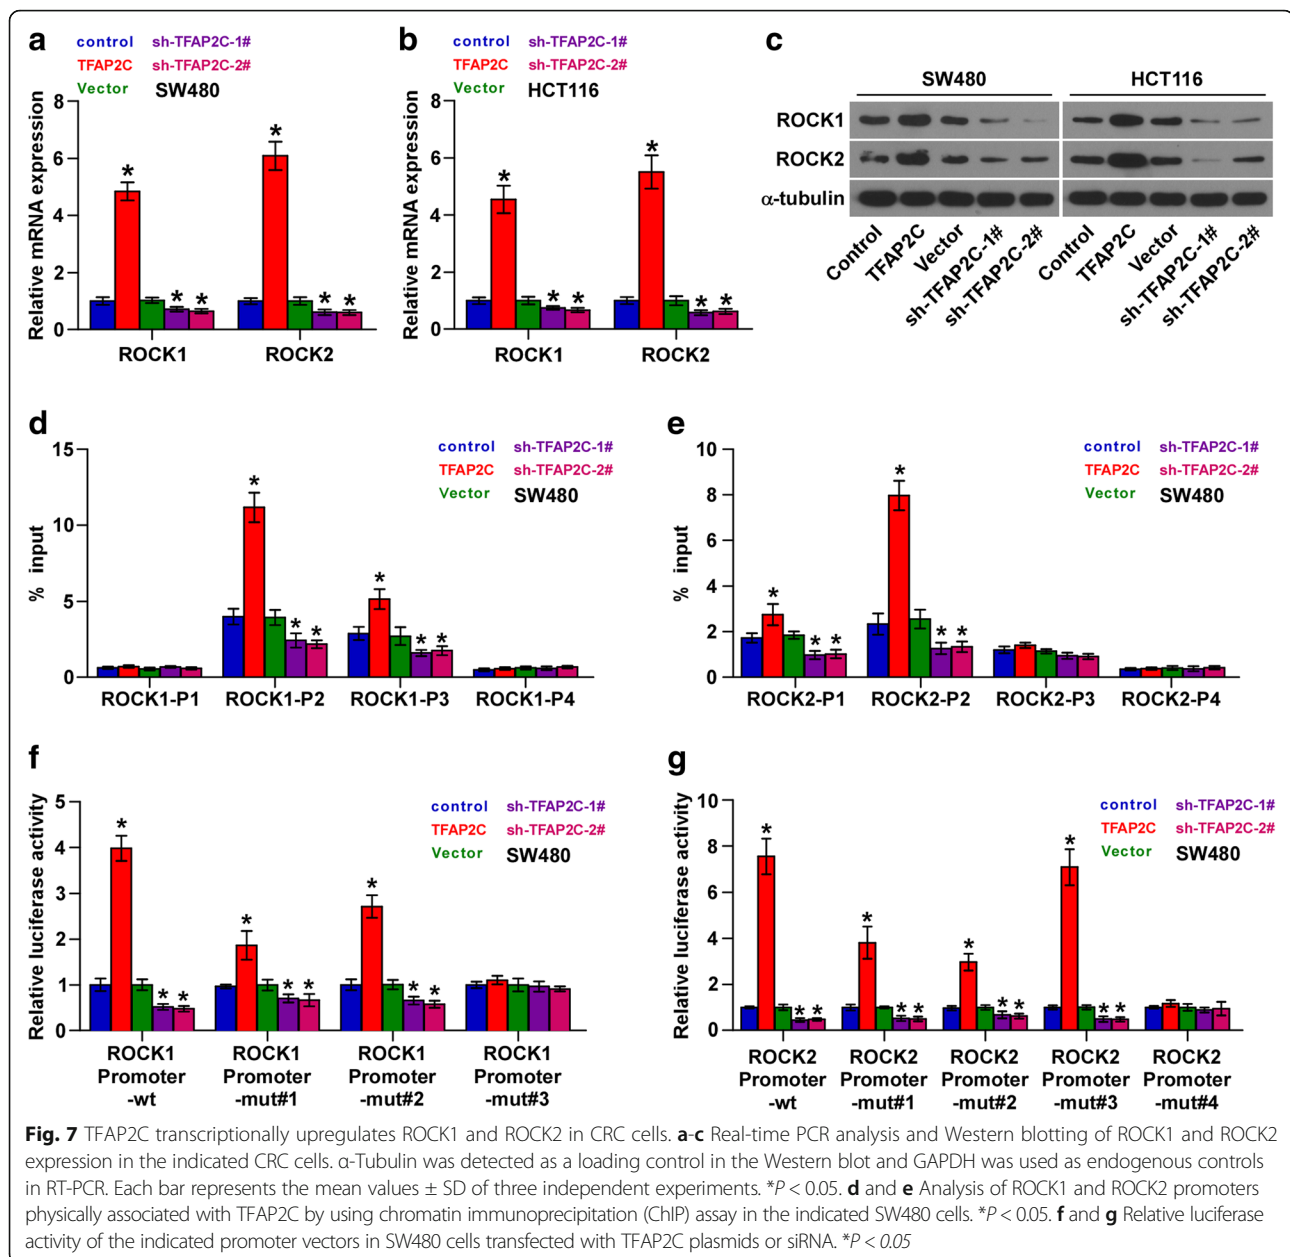 a
control sh-TFAP2C-1#
TFAP2C sh-TFAP2C-2#
Vector SW480
Relative mRNA expression
8
6
4
2
0
ROCK1 ROCK2
* * * * * *
b
control sh-TFAP2C-1#
TFAP2C sh-TFAP2C-2#
Vector HCT116
Relative mRNA expression
8
6
4
2
0
ROCK1 ROCK2
* * * * * *
c
SW480 HCT116
ROCK1
ROCK2
α-tubulin
Control TFAP2C Vector sh-TFAP2C-1# sh-TFAP2C-2# Control TFAP2C Vector sh-TFAP2C-1# sh-TFAP2C-2#
d
control sh-TFAP2C-1#
TFAP2C sh-TFAP2C-2#
Vector SW480
% input
15
10
5
0
ROCK1-P1 ROCK1-P2 ROCK1-P3 ROCK1-P4
* * * * * *
e
control sh-TFAP2C-1#
TFAP2C sh-TFAP2C-2#
Vector SW480
% input
10
8
6
4
2
0
ROCK2-P1 ROCK2-P2 ROCK2-P3 ROCK2-P4
* * * * * *
f
control sh-TFAP2C-1#
TFAP2C sh-TFAP2C-2#
Vector SW480
Relative luciferase activity
5
4
3
2
1
0
* * * * * * * * *
ROCK1 ROCK1 ROCK1 ROCK1
Promoter Promoter Promoter Promoter
-wt -mut#1 -mut#2 -mut#3
g
control sh-TFAP2C-1#
TFAP2C sh-TFAP2C-2#
Vector SW480
Relative luciferase activity
10
8
6
4
2
0
* * * * * * * * * * * *
ROCK2 ROCK2 ROCK2 ROCK2 ROCK2
Promoter Promoter Promoter Promoter Promoter
-wt -mut#1 -mut#2 -mut#3 -mut#4
Fig. 7 TFAP2C transcriptionally upregulates ROCK1 and ROCK2 in CRC cells. a-c Real-time PCR analysis and Western blotting of ROCK1 and ROCK2
expression in the indicated CRC cells. α-Tubulin was detected as a loading control in the Western blot and GAPDH was used as endogenous controls
in RT-PCR. Each bar represents the mean values ± SD of three independent experiments. *P < 0.05. d and e Analysis of ROCK1 and ROCK2 promoters
physically associated with TFAP2C by using chromatin immunoprecipitation (ChIP) assay in the indicated SW480 cells. *P < 0.05. f and g Relative luciferase
activity of the indicated promoter vectors in SW480 cells transfected with TFAP2C plasmids or siRNA. *P < 0.05